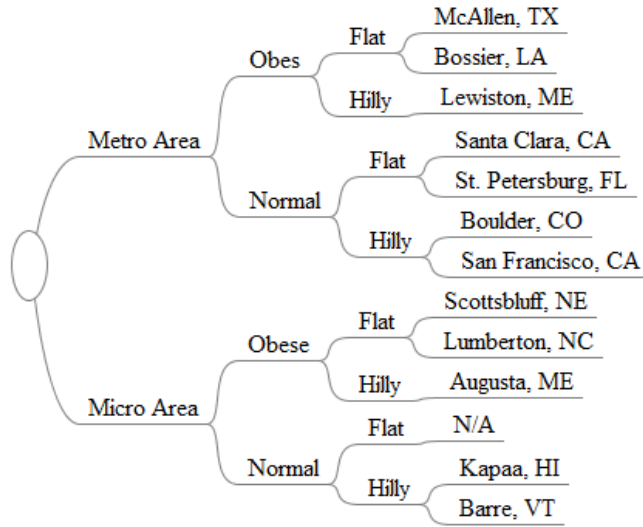 McAllen, TX
Flat
Bossier, LA
Obes
Hilly
Lewiston, ME
Metro Area
Santa Clara, CA
Flat
St. Petersburg, FL
Normal
Boulder, CO
Hilly
San Francisco, CA
Scottsbluff, NE
Flat
Lumberton, NC
Obese
Hilly
Augusta, ME
Micro Area
Flat
N/A
Normal
Kapaa, HI
Hilly
Barre, VT